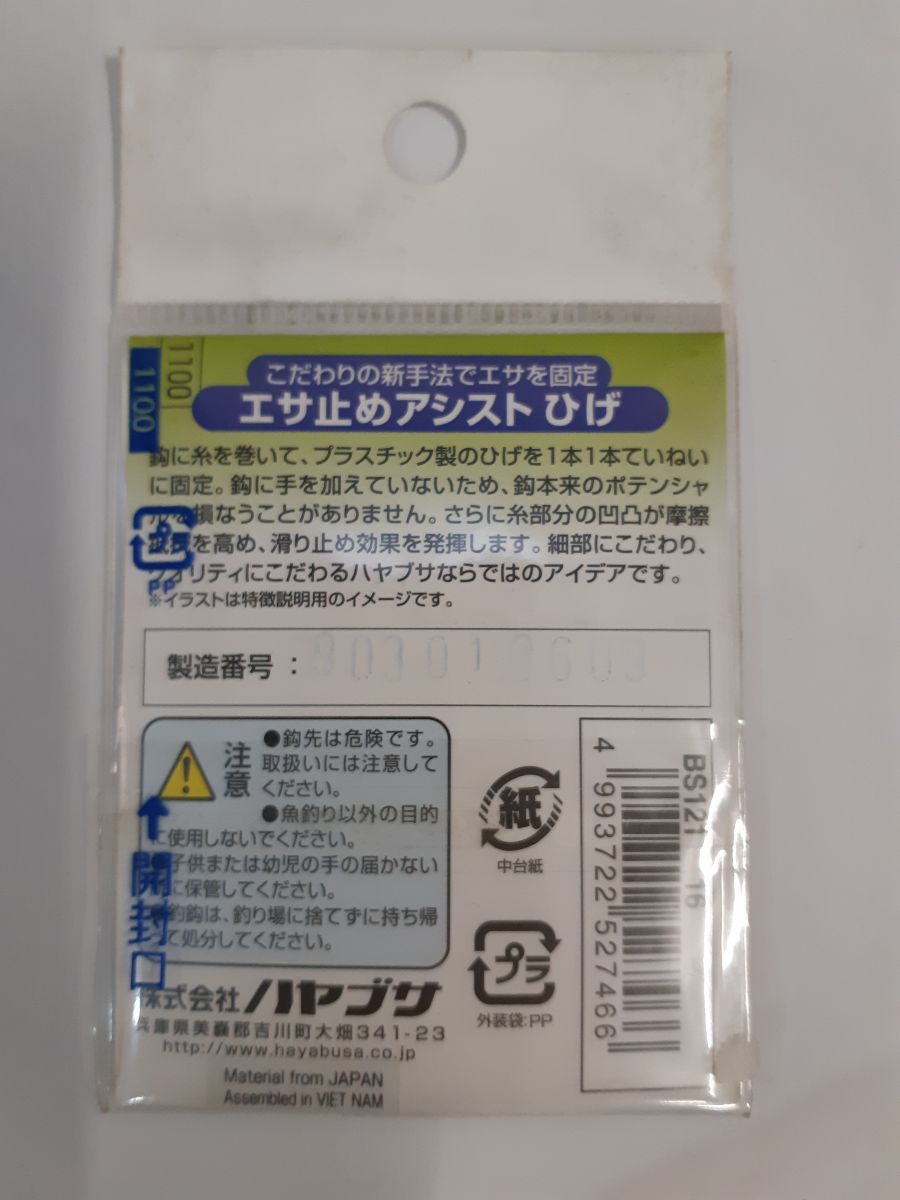 1100
1100
こだわりの新手法でエサを固定
エサ止めアシスト ひげ
鈎に糸を巻いて、プラスチック製のひげを1本1本ていねい
に固定。鈎に手を加えていないため、鈎本来のポテンシャ
ルを損なうことがありません。さらに糸部分の凹凸が摩擦
を高め、滑り止め効果を発揮します。細部にこだわり、
クオリティにこだわるハヤブサならではのアイデアです。
※イラストは特徴説明用のイメージです。
PP
製造番号：
注意
●鈎先は危険です。
取扱いには注意して
ください。
●魚釣り以外の目的
に使用しないでください。
子供または幼児の手の届かない
に保管してください。
釣鈎は、釣り場に捨てずに持ち帰
って処分してください。
開封口
紙
中台紙
プラ
外装袋:PP
BS121 16
4 993722 527466
株式会社ハヤブサ
兵庫県美嚢郡吉川町大畑341-23
http://www.hayabusa.co.jp
Material from JAPAN
Assembled in VIET NAM